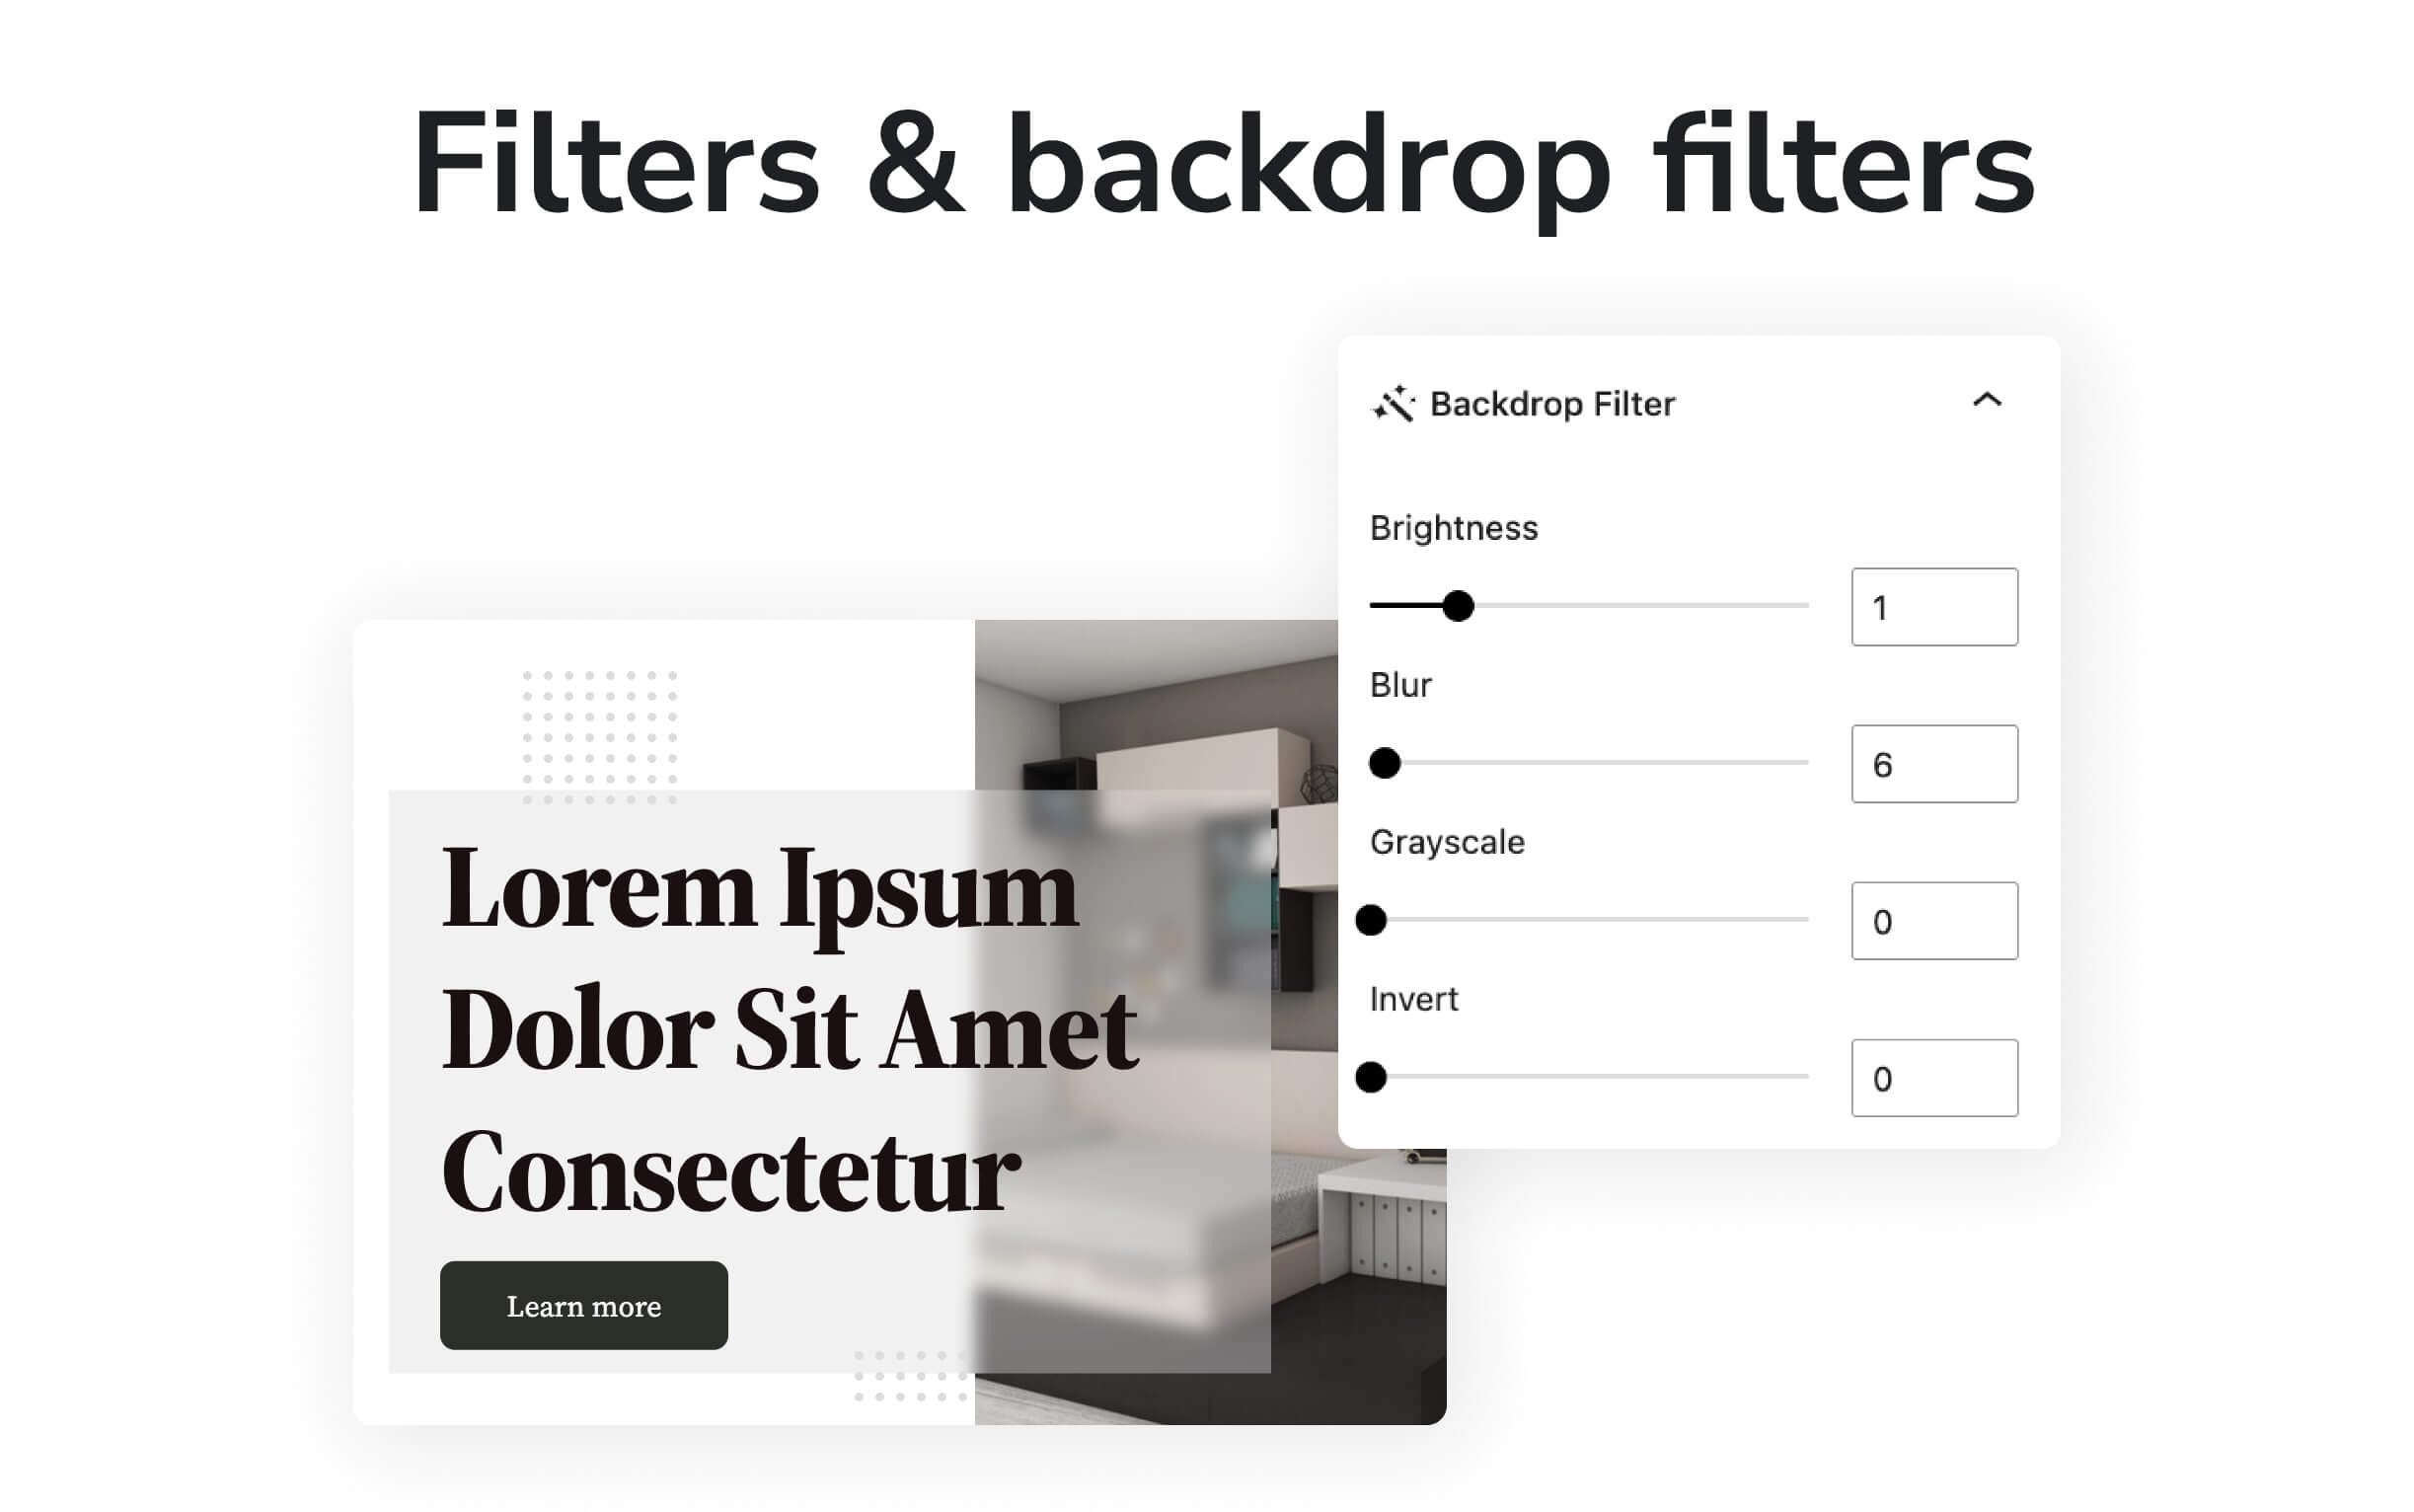 Filters & backdrop filters
Backdrop Filter
Brightness
1
Blur
6
Grayscale
0
Invert
0
Lorem Ipsum
Dolor Sit Amet
Consectetur
Learn more